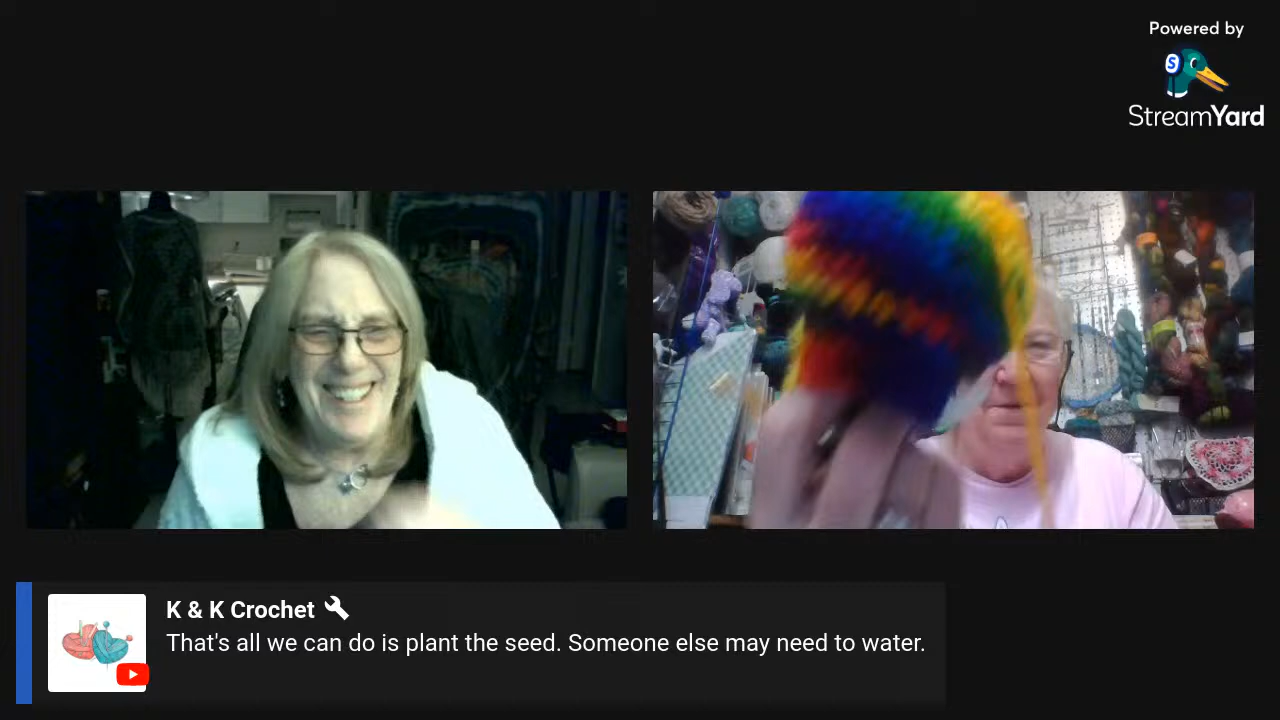 Powered by
S
StreamYard
K & K Crochet
That's all we can do is plant the seed. Someone else may need to water.